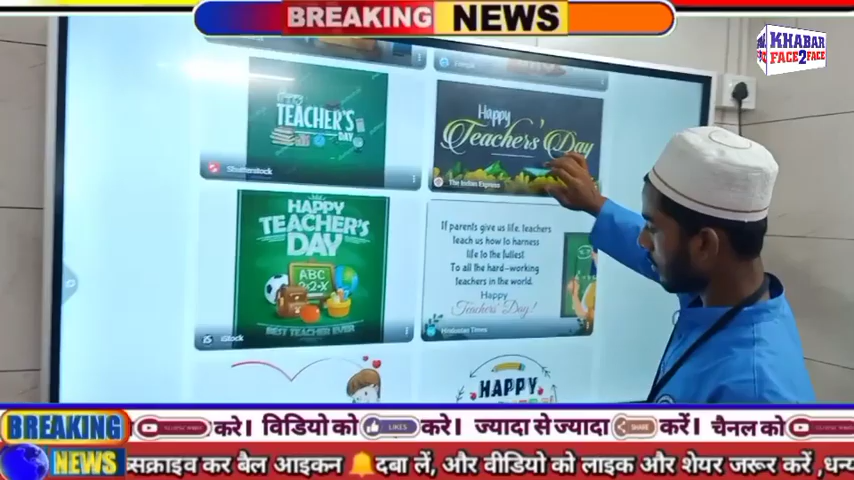 BREAKING NEWS
KHABAR
FACE2FACE
TEACHER'S
DAY
Shutterstock
Happy
Teachers' Day
The Indian Express
HAPPY
TEACHER'S
DAY
ABC
BEST TEACHER EVER
iStock
If parents give us life, teachers
teach us how to harness
life to the fullest
To all the hard-working
teachers in the world.
Happy
Teachers' Day!
Hindustan Times
HAPPY
BREAKING
NEWS
करे। विडियो को LIKES करे। ज्यादा से ज्यादा SHARE करें। चैनल को
सक्राइव कर बैल आइकन दबा लें, और वीडियो को लाइक और शेयर जरूर करें ,धन्य